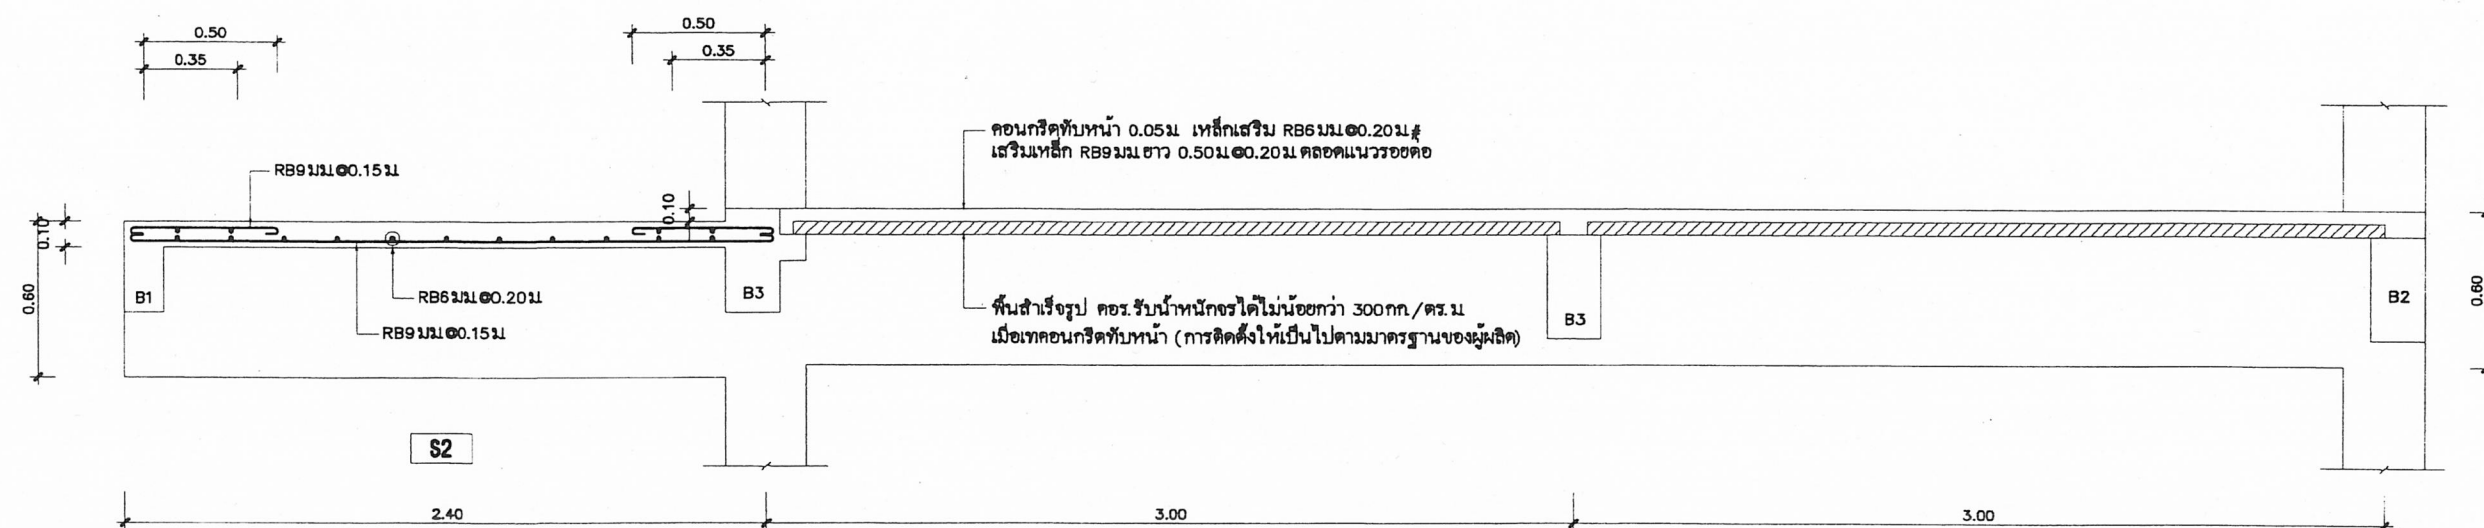 0.50
0.35
0.50
0.35
คอนกรีตทับหน้า 0.05ม. เหล็กเสริม RB6มม.@0.20ม.#
เสริมเหล็ก RB9มม.ยาว 0.50ม.@0.20ม.ตลอดแนวรอยต่อ
RB9มม.@0.15ม.
0.10
0.10
0.60
B1
RB6มม.@0.20ม.
RB9มม.@0.15ม.
B3
พื้นสำเร็จรูป คอร.รับน้ำหนักจรได้ไม่น้อยกว่า 300กก./ตร.ม.
เมื่อเทคอนกรีตทับหน้า (การติดตั้งให้เป็นไปตามมาตรฐานของผู้ผลิต)
B3
B2
0.60
S2
2.40
3.00
3.00